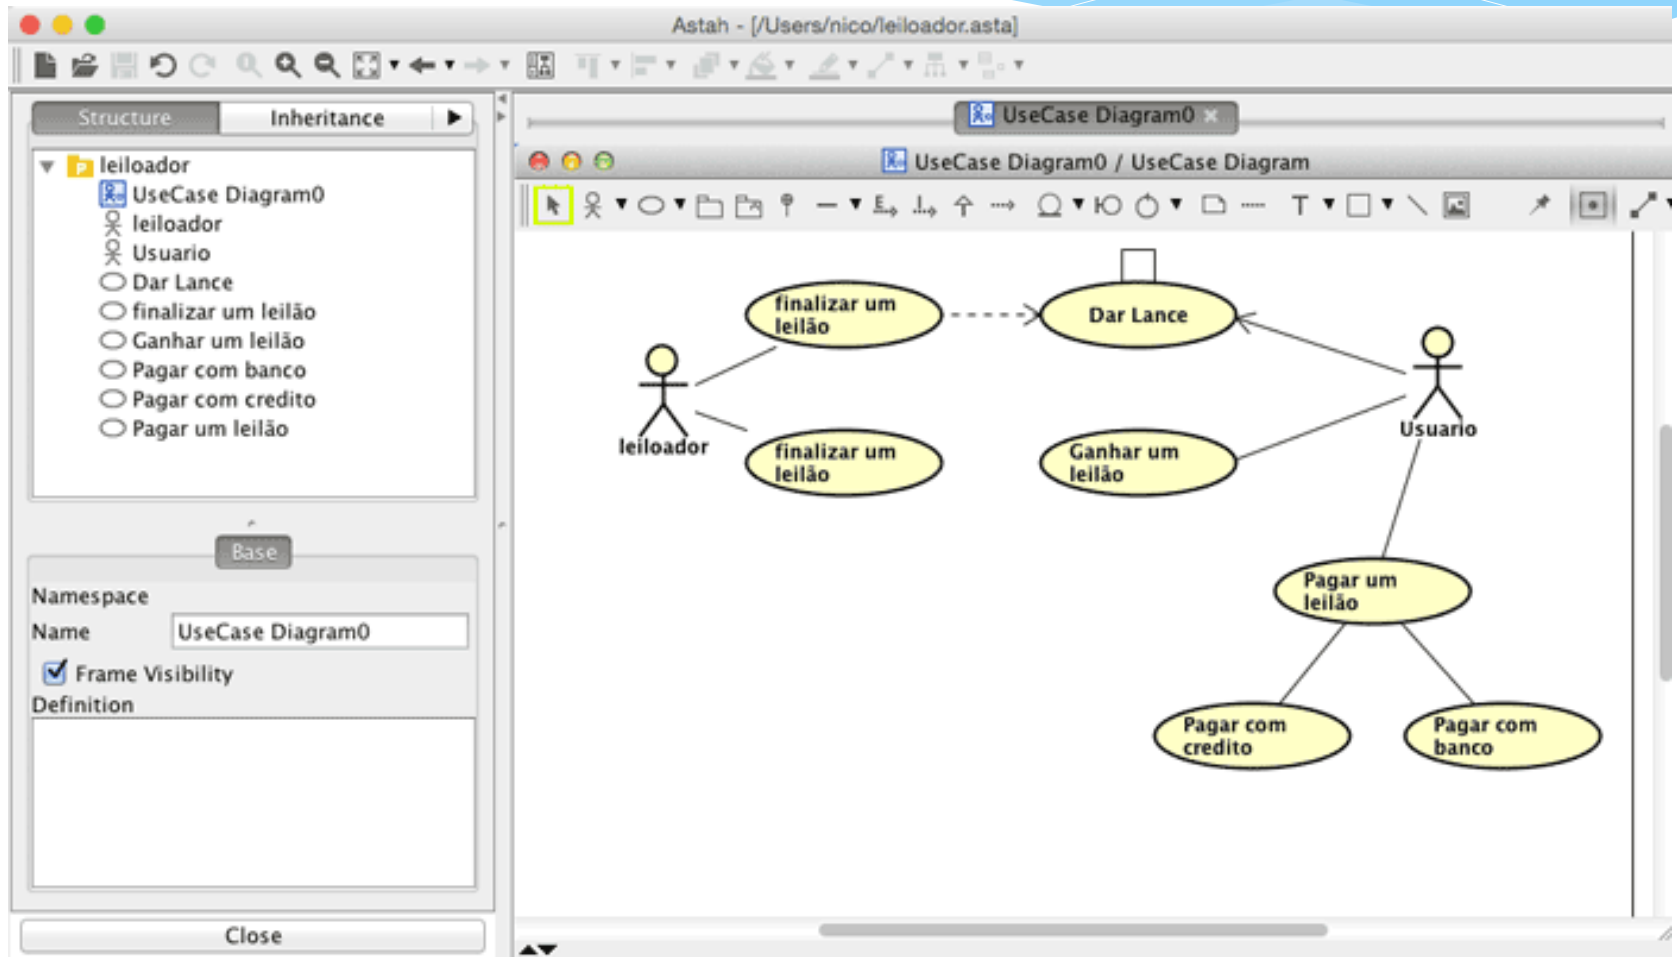 Astah - [/Users/nico/leiloador.asta]
Structure
Inheritance
UseCase Diagram0
leiloador
UseCase Diagram0
leiloador
Usuario
Dar Lance
finalizar um leilão
Ganhar um leilão
Pagar com banco
Pagar com credito
Pagar um leilão
UseCase Diagram0 / UseCase Diagram
T
finalizar um
leilão
Dar Lance
leiloador
Usuario
finalizar um
leilão
Ganhar um
leilão
Pagar um
leilão
Pagar com
credito
Pagar com
banco
Base
Namespace
Name
UseCase Diagram0
Frame Visibility
Definition
Close